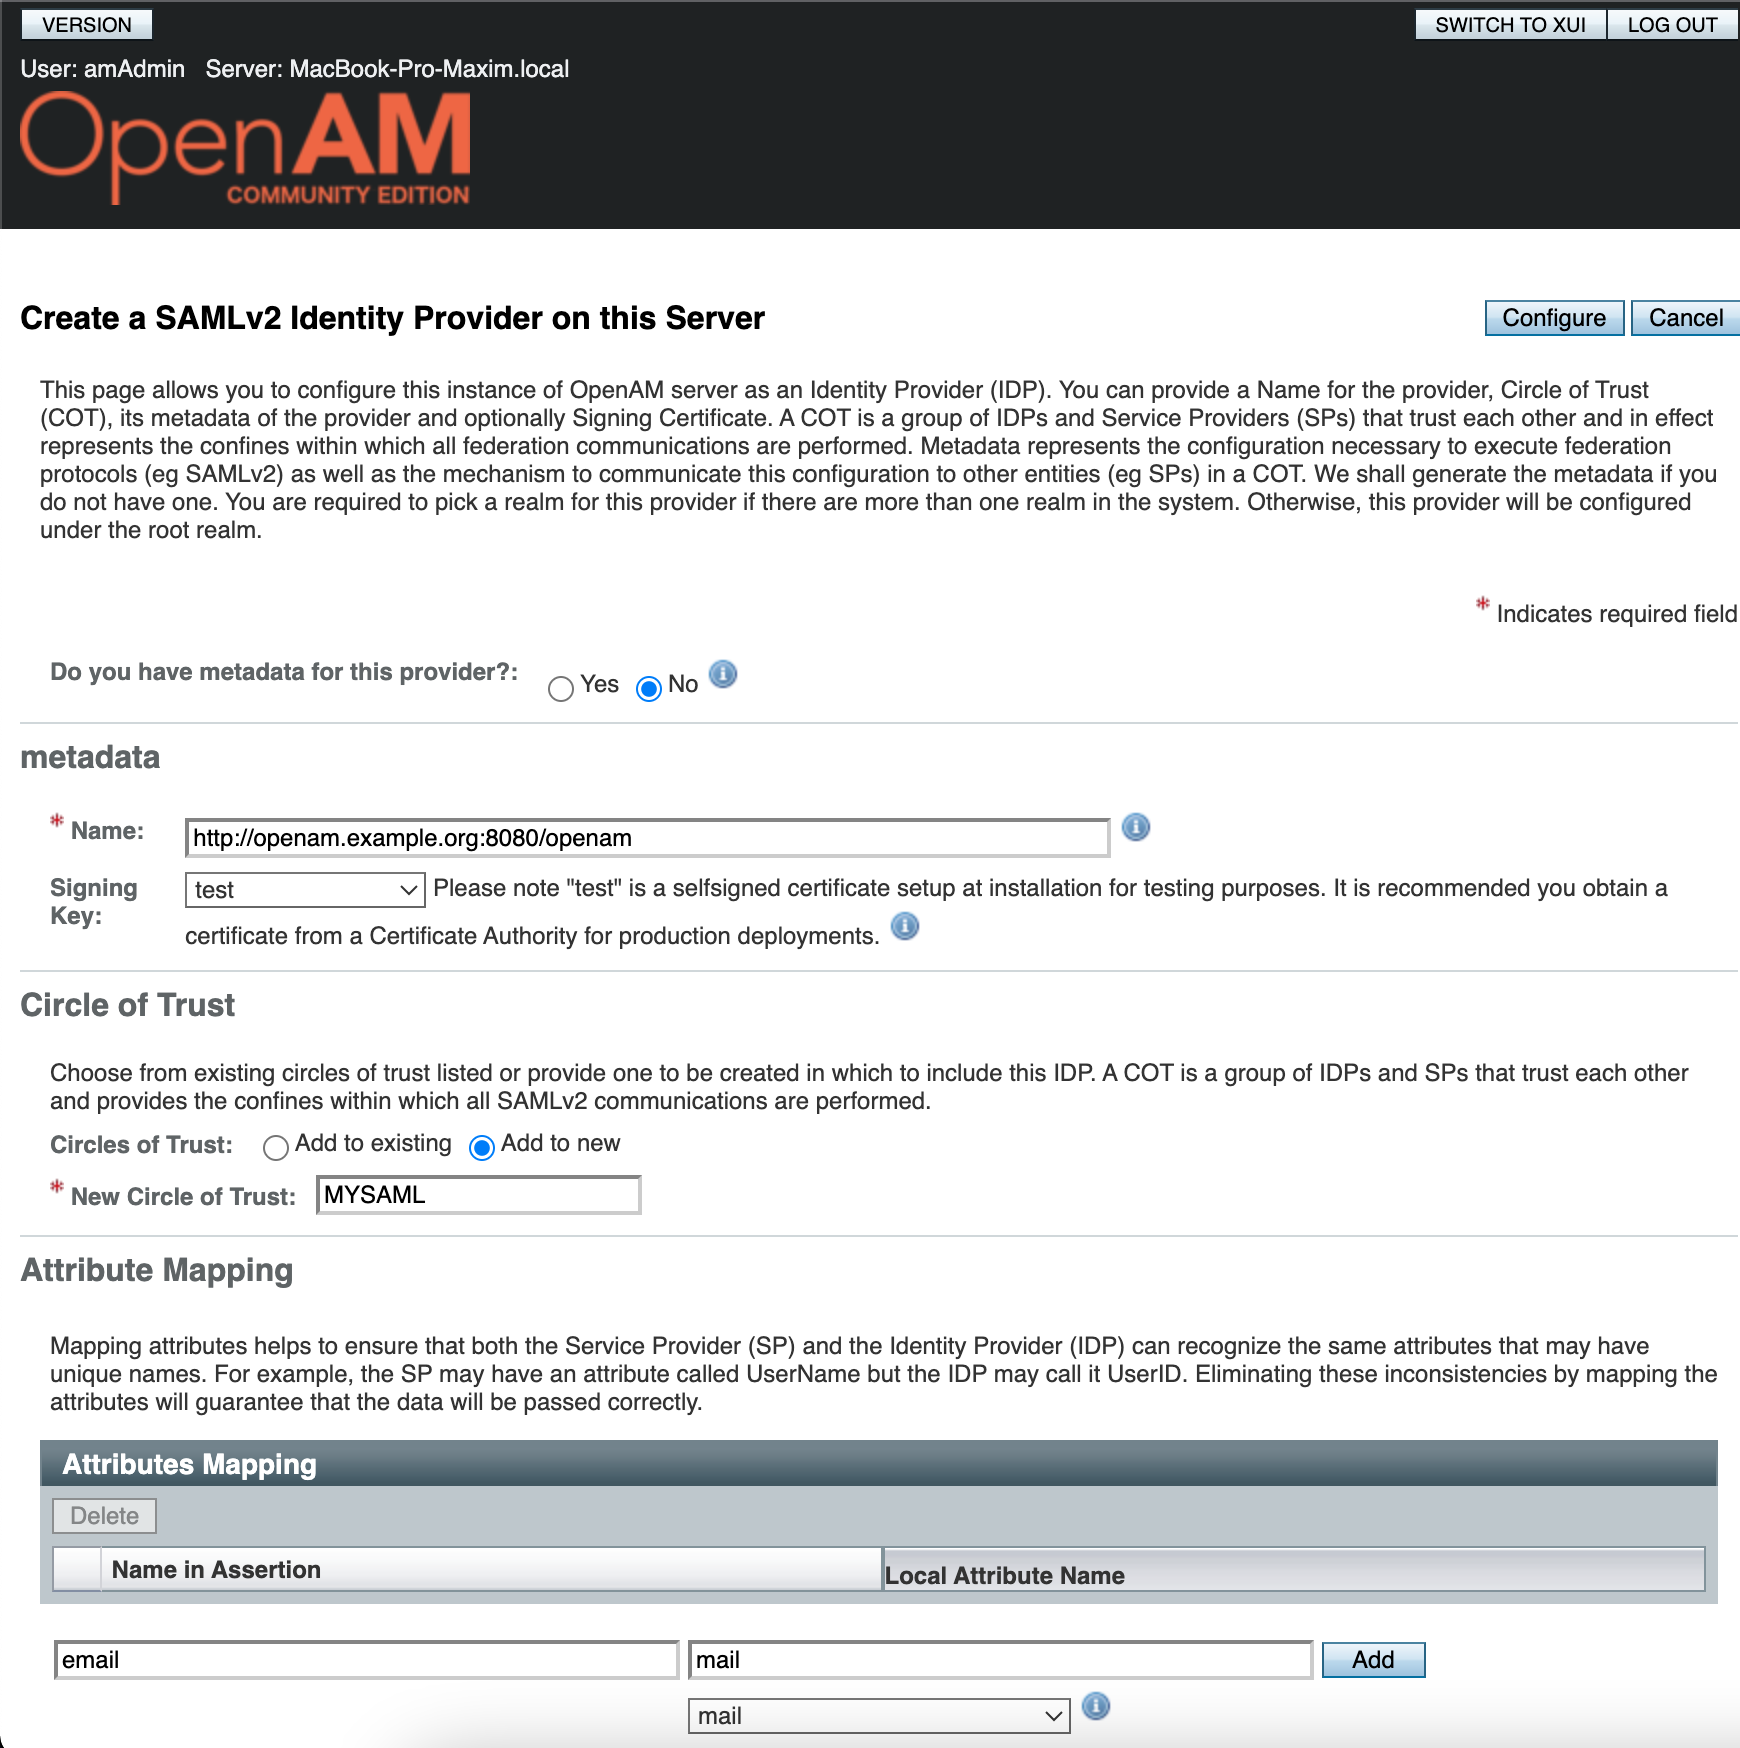 VERSION
SWITCH TO XUI
LOG OUT
User: amAdmin   Server: MacBook-Pro-Maxim.local
OpenAM
COMMUNITY EDITION
Create a SAMLv2 Identity Provider on this Server
Configure
Cancel
This page allows you to configure this instance of OpenAM server as an Identity Provider (IDP). You can provide a Name for the provider, Circle of Trust
(COT), its metadata of the provider and optionally Signing Certificate. A COT is a group of IDPs and Service Providers (SPs) that trust each other and in effect
represents the confines within which all federation communications are performed. Metadata represents the configuration necessary to execute federation
protocols (eg SAMLv2) as well as the mechanism to communicate this configuration to other entities (eg SPs) in a COT. We shall generate the metadata if you
do not have one. You are required to pick a realm for this provider if there are more than one realm in the system. Otherwise, this provider will be configured
under the root realm.
* Indicates required field
Do you have metadata for this provider?:
Yes
No
metadata
* Name:
http://openam.example.org:8080/openam
Signing
Key:
test
Please note "test" is a selfsigned certificate setup at installation for testing purposes. It is recommended you obtain a
certificate from a Certificate Authority for production deployments.
Circle of Trust
Choose from existing circles of trust listed or provide one to be created in which to include this IDP. A COT is a group of IDPs and SPs that trust each other
and provides the confines within which all SAMLv2 communications are performed.
Circles of Trust:
Add to existing
Add to new
* New Circle of Trust:
MYSAML
Attribute Mapping
Mapping attributes helps to ensure that both the Service Provider (SP) and the Identity Provider (IDP) can recognize the same attributes that may have
unique names. For example, the SP may have an attribute called UserName but the IDP may call it UserID. Eliminating these inconsistencies by mapping the
attributes will guarantee that the data will be passed correctly.
Attributes Mapping
Delete
Name in Assertion
Local Attribute Name
email
mail
Add
mail